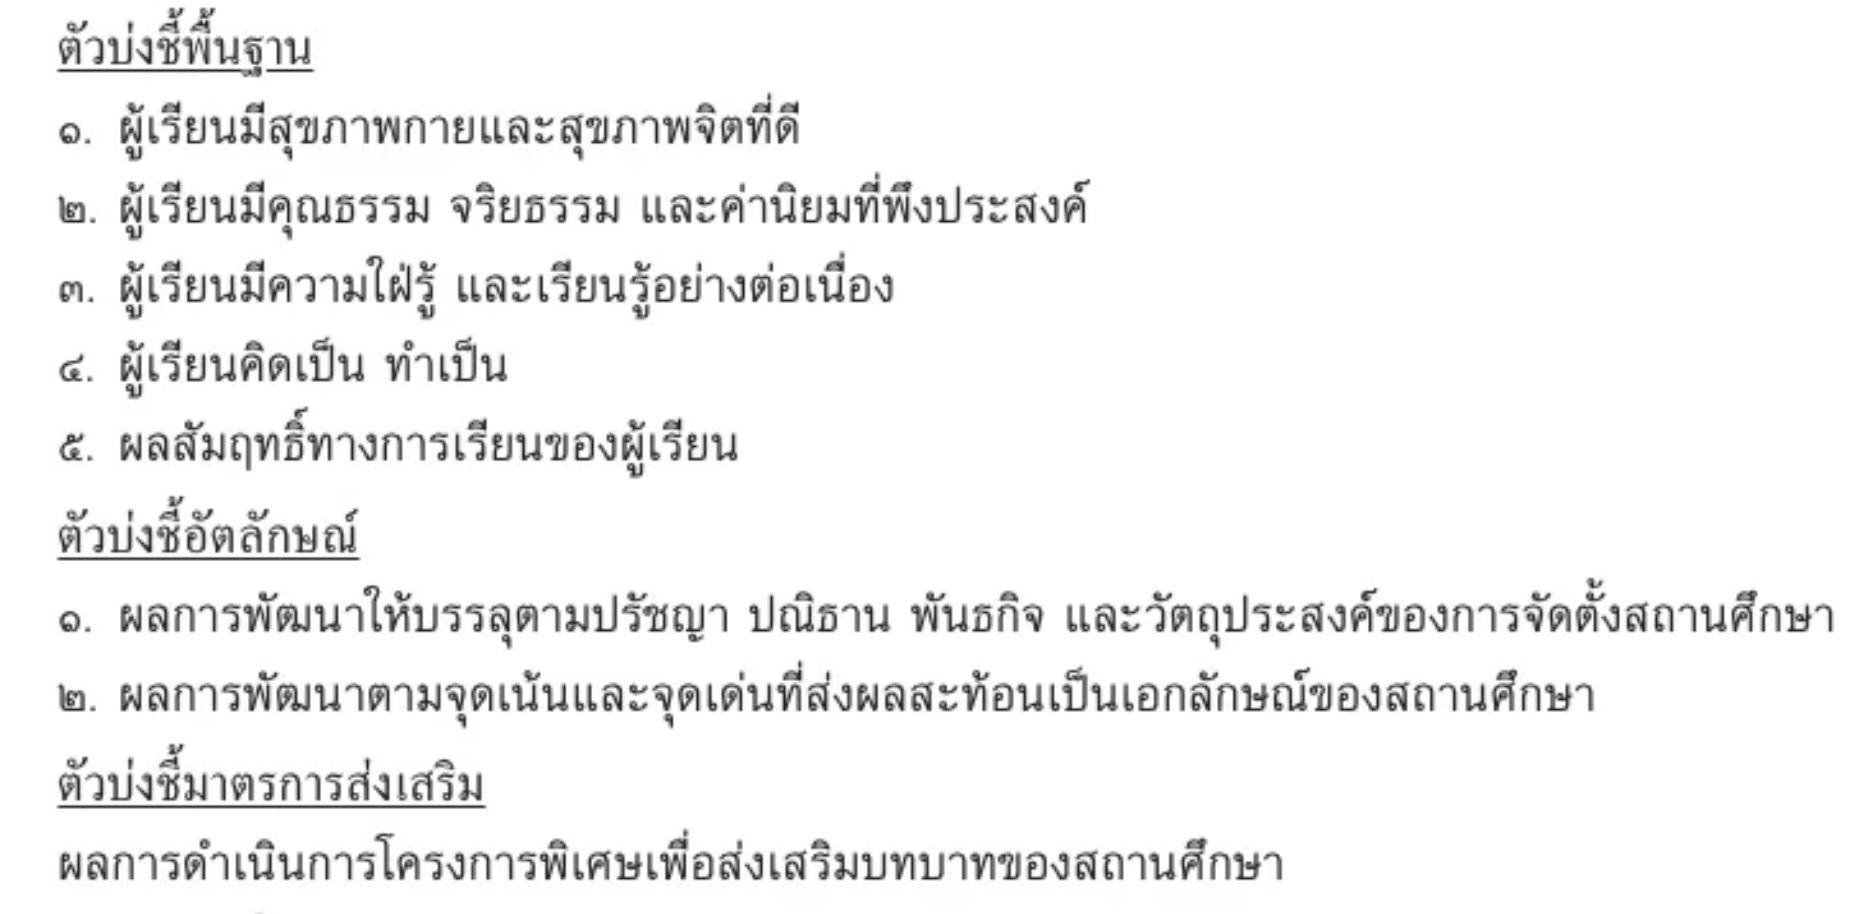 ตัวบ่งชี้พื้นฐาน
๑. ผู้เรียนมีสุขภาพกายและสุขภาพจิตที่ดี
๒. ผู้เรียนมีคุณธรรม จริยธรรม และค่านิยมที่พึงประสงค์
๓. ผู้เรียนมีความใฝ่รู้ และเรียนรู้อย่างต่อเนื่อง
๔. ผู้เรียนคิดเป็น ทำเป็น
๕. ผลสัมฤทธิ์ทางการเรียนของผู้เรียน
ตัวบ่งชี้อัตลักษณ์
๑. ผลการพัฒนาให้บรรลุตามปรัชญา ปณิธาน พันธกิจ และวัตถุประสงค์ของการจัดตั้งสถานศึกษา
๒. ผลการพัฒนาตามจุดเน้นและจุดเด่นที่ส่งผลสะท้อนเป็นเอกลักษณ์ของสถานศึกษา
ตัวบ่งชี้มาตรการส่งเสริม
ผลการดำเนินการโครงการพิเศษเพื่อส่งเสริมบทบาทของสถานศึกษา